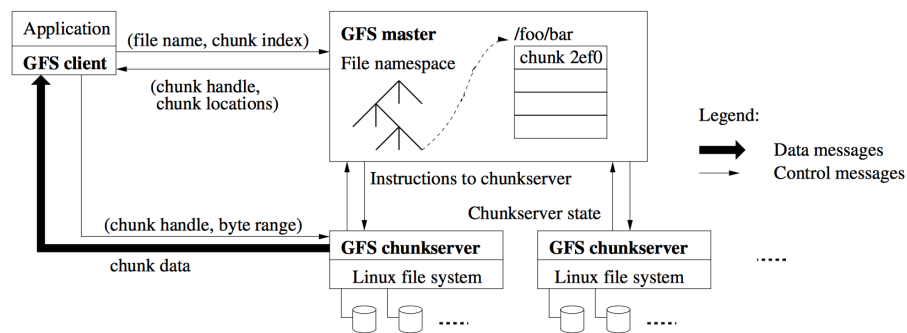 Application
GFS client
(file name, chunk index)
(chunk handle,
chunk locations)
GFS master
File namespace
/foo/bar
chunk 2ef0
Legend:
Data messages
Control messages
Instructions to chunkserver
Chunkserver state
(chunk handle, byte range)
chunk data
GFS chunkserver
Linux file system
GFS chunkserver
Linux file system